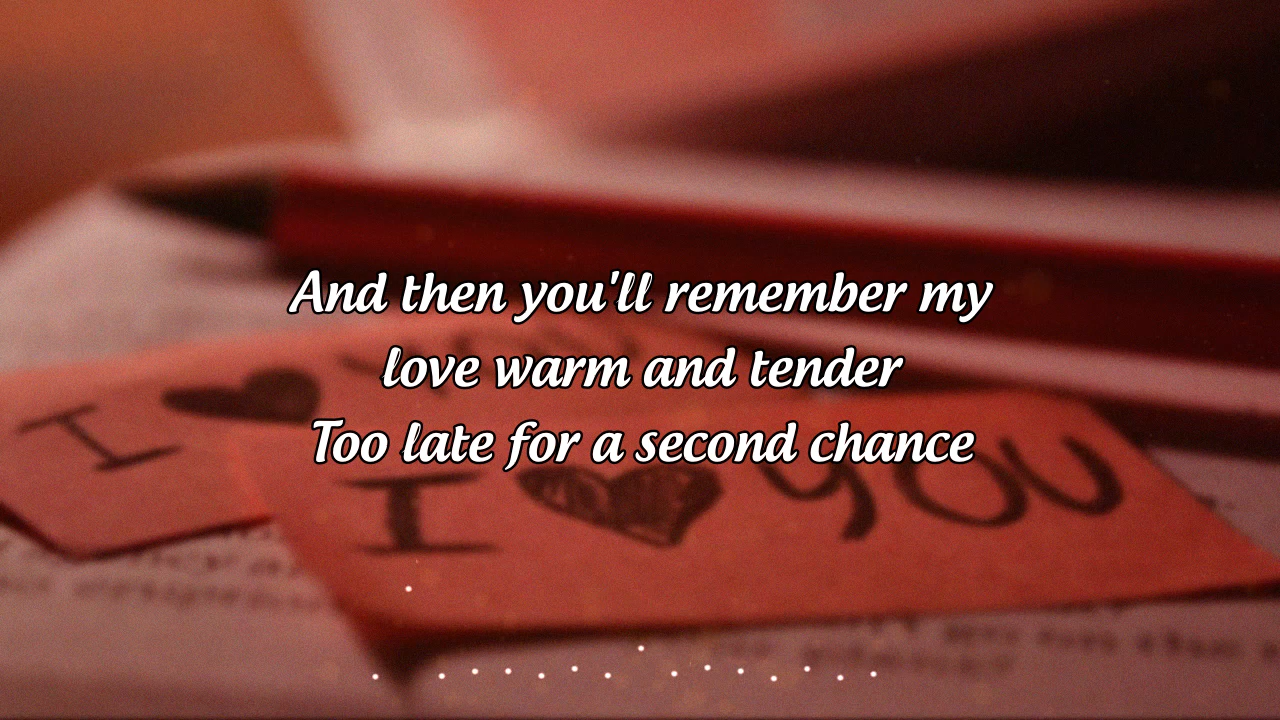 And then you'll remember my
love warm and tender
Too late for a second chance
I ♥
I ♥ YOU